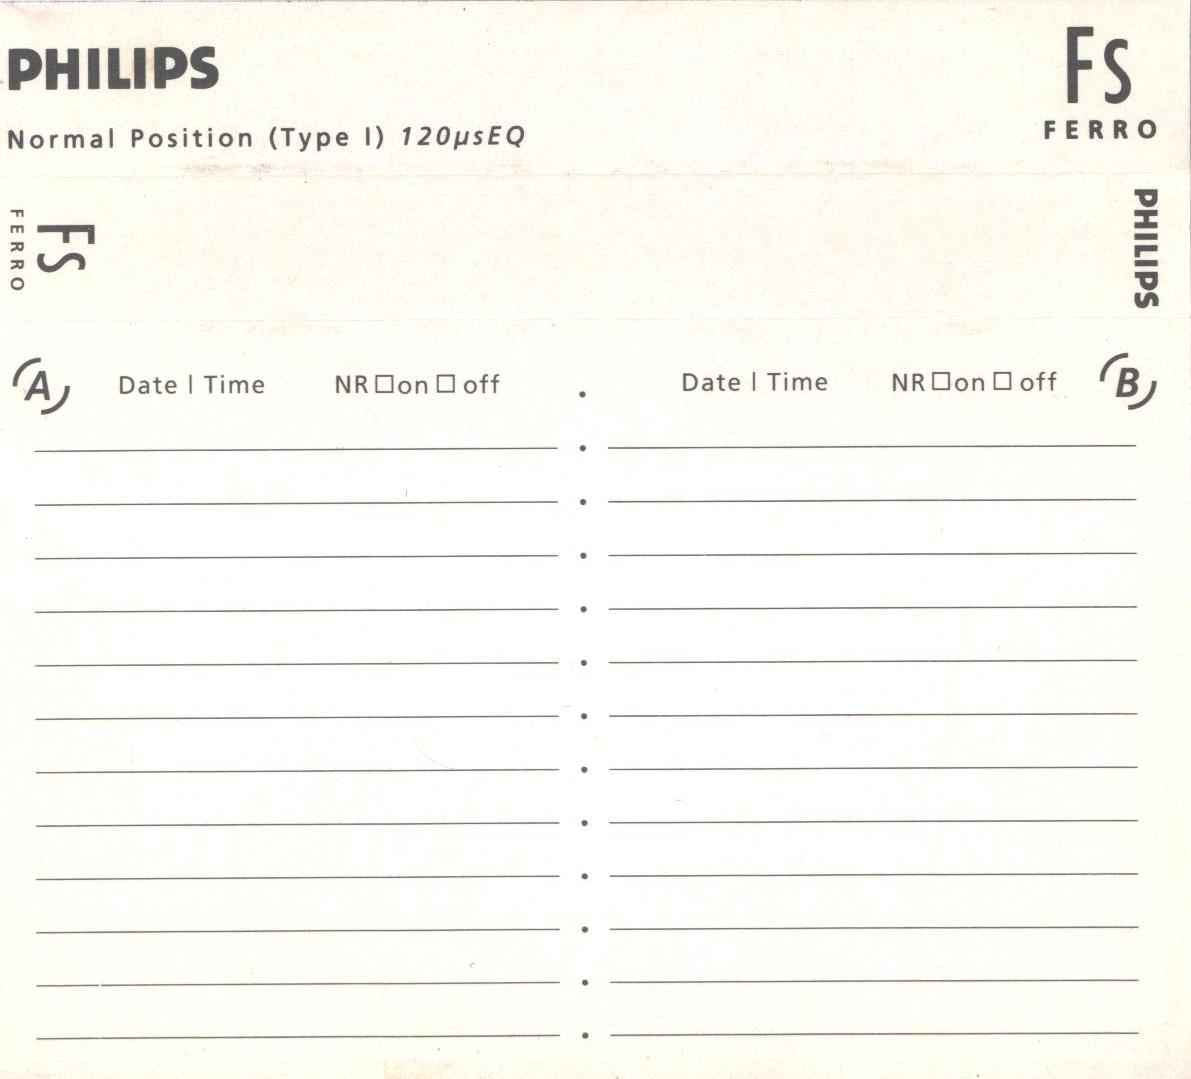 PHILIPS
FS
FERRO
Normal Position (Type I) 120µsEQ
FS
FERRO
PHILIPS
A Date | Time NR □ on □ off
Date | Time NR □ on □ off B